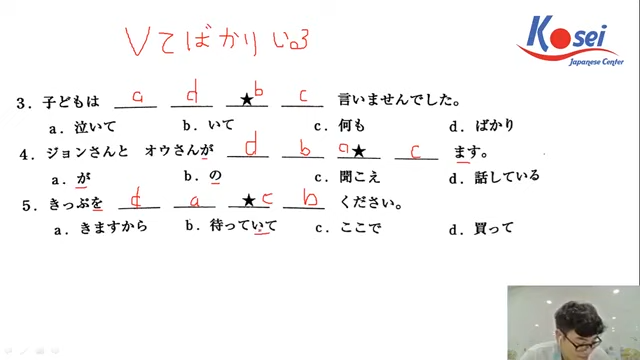 Vてばかりいる
Kosei
Japanese Center
3. 子どもは a d ★b c 言いませんでした。
a. 泣いて b. いて c. 何も d. ばかり
4. ジョンさんと オウさんが d b a★ c ます。
a. が b. の c. 聞こえ d. 話している
5. きっぷを d a ★c b ください。
a. きますから b. 待っていて c. ここで d. 買って